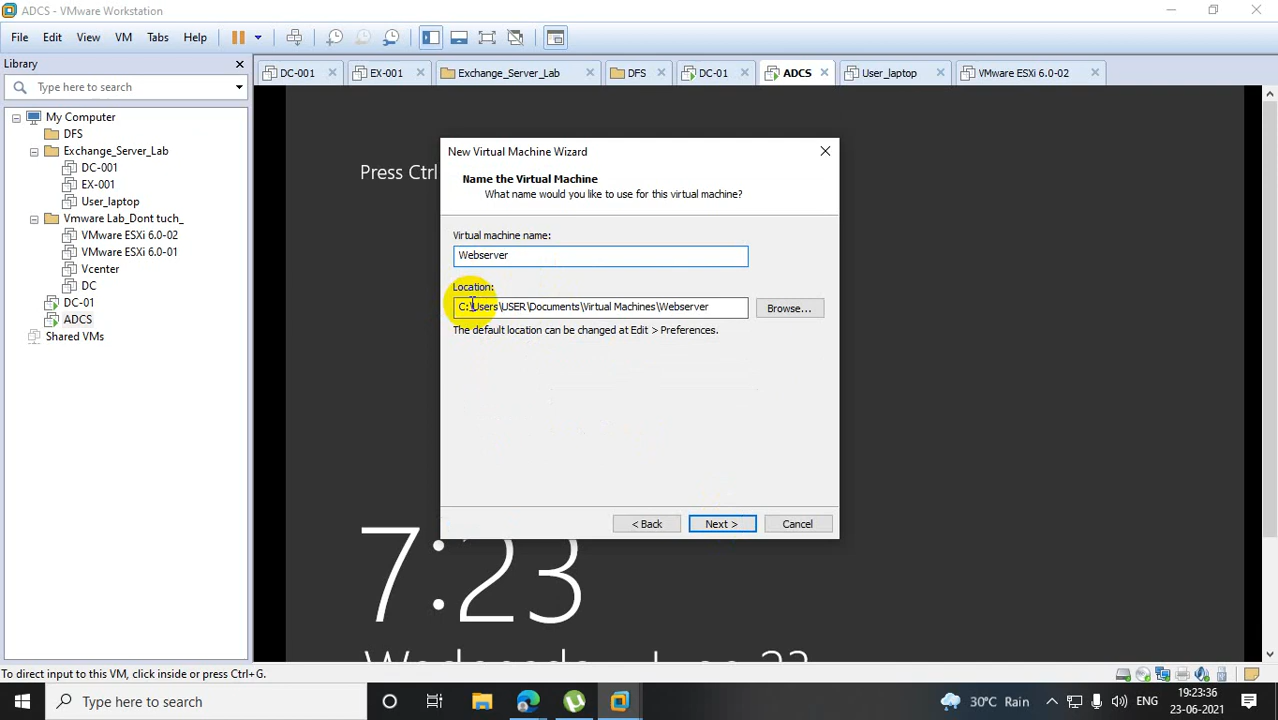 ADCS - VMware Workstation
File Edit View VM Tabs Help
Library
Type here to search
My Computer
DFS
Exchange_Server_Lab
DC-001
EX-001
User_laptop
Vmware Lab_Dont tuch_
VMware ESXi 6.0-02
VMware ESXi 6.0-01
Vcenter
DC
DC-01
ADCS
Shared VMs
DC-001 EX-001 Exchange_Server_Lab DFS DC-01 ADCS User_laptop VMware ESXi 6.0-02
Press Ctrl
New Virtual Machine Wizard
Name the Virtual Machine
What name would you like to use for this virtual machine?
Virtual machine name:
Webserver
Location:
C:\Users\USER\Documents\Virtual Machines\Webserver
Browse...
The default location can be changed at Edit > Preferences.
< Back Next > Cancel
7:23
To direct input to this VM, click inside or press Ctrl+G.
Type here to search
30°C Rain
ENG
19:23:36
23-06-2021